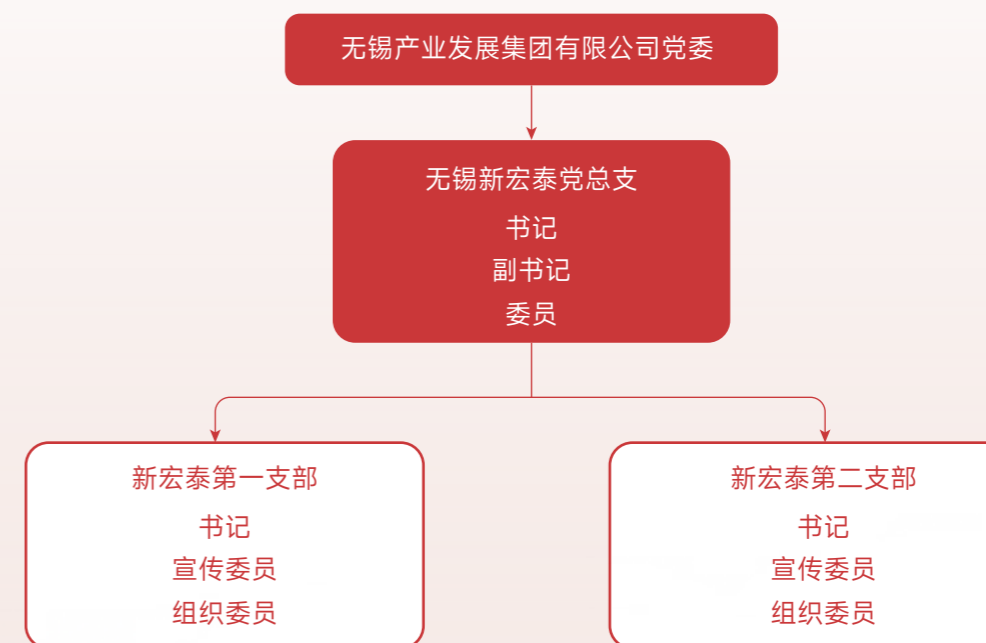 无锡产业发展集团有限公司党委
无锡新宏泰党总支
书记
副书记
委员
新宏泰第一支部
书记
宣传委员
组织委员
新宏泰第二支部
书记
宣传委员
组织委员